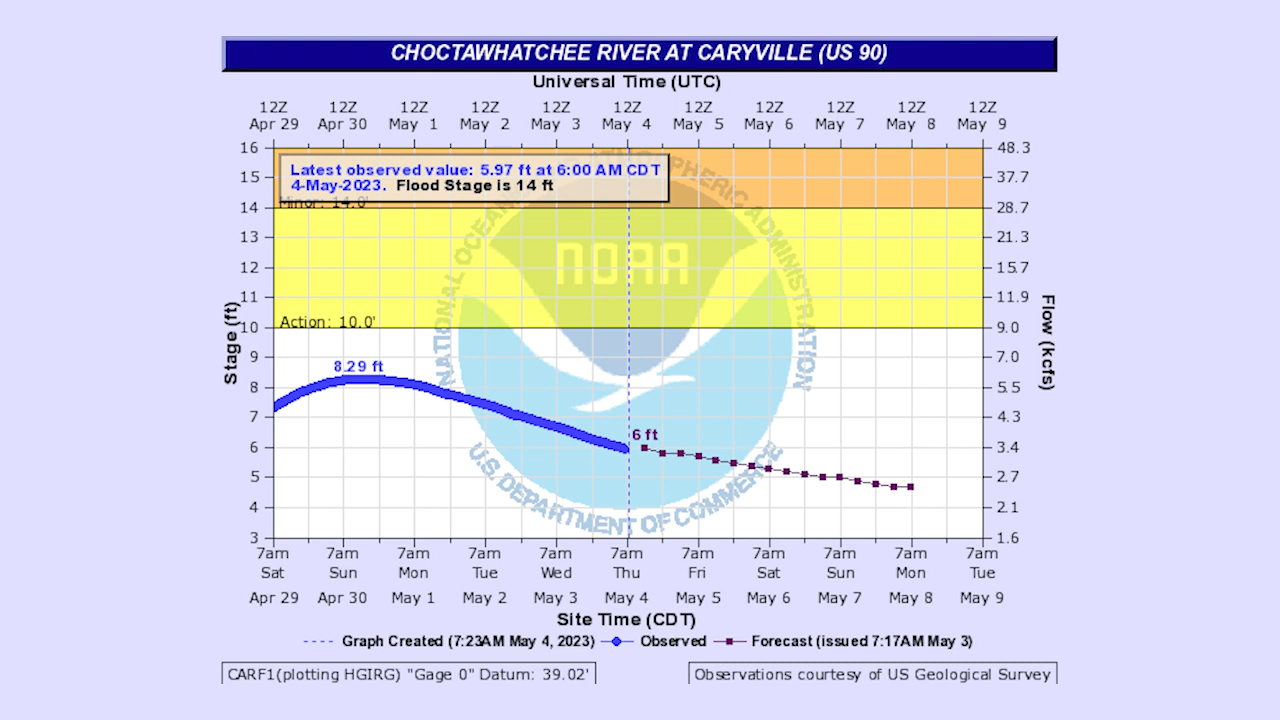 CHOCTAWHATCHEE RIVER AT CARYVILLE (US 90)
Universal Time (UTC)
12Z 12Z 12Z 12Z 12Z 12Z 12Z 12Z 12Z 12Z 12Z
Apr 29 Apr 30 May 1 May 2 May 3 May 4 May 5 May 6 May 7 May 8 May 9
16 48.3
Latest observed value: 5.97 ft at 6:00 AM CDT
15 37.7
4-May-2023. Flood Stage is 14 ft
Minor: 14.0'
14 28.7
13 21.3
12 15.7
11 11.9
Action: 10.0'
10 9.0
9 7.0
8.29 ft
8 5.5
7 4.3
6 ft
6 3.4
5 2.7
4 2.1
3 1.6
Stage (ft)
Flow (kcfs)
NOAA
NATIONAL OCEANIC AND ATMOSPHERIC ADMINISTRATION
U.S. DEPARTMENT OF COMMERCE
7am 7am 7am 7am 7am 7am 7am 7am 7am 7am 7am
Sat Sun Mon Tue Wed Thu Fri Sat Sun Mon Tue
Apr 29 Apr 30 May 1 May 2 May 3 May 4 May 5 May 6 May 7 May 8 May 9
Site Time (CDT)
Graph Created (7:23AM May 4, 2023) Observed Forecast (issued 7:17AM May 3)
CARF1(plotting HGIRG) "Gage 0" Datum: 39.02'
Observations courtesy of US Geological Survey